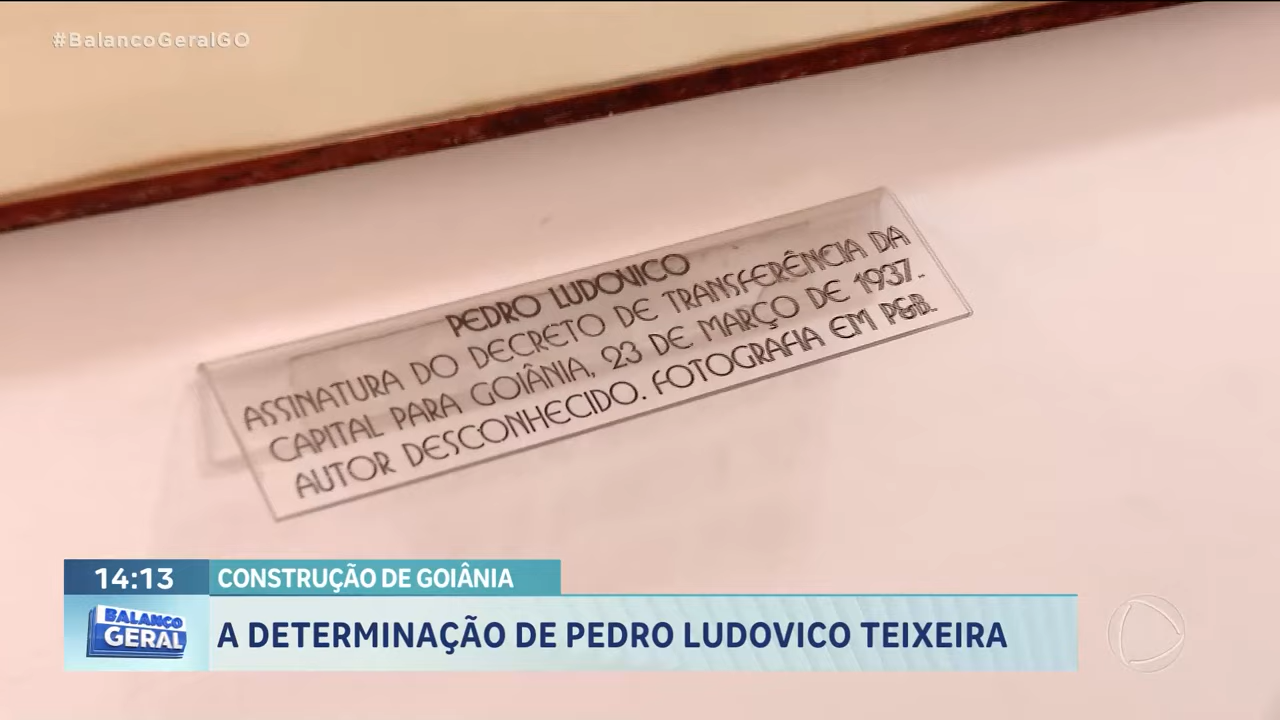 #BalancoGeralGO
PEDRO LUDOVICO
ASSINATURA DO DECRETO DE TRANSFERÊNCIA DA
CAPITAL PARA GOIÂNIA, 23 DE MARÇO DE 1937.
AUTOR DESCONHECIDO. FOTOGRAFIA EM P&B.
14:13
CONSTRUÇÃO DE GOIÂNIA
BALANÇO
GERAL
A DETERMINAÇÃO DE PEDRO LUDOVICO TEIXEIRA